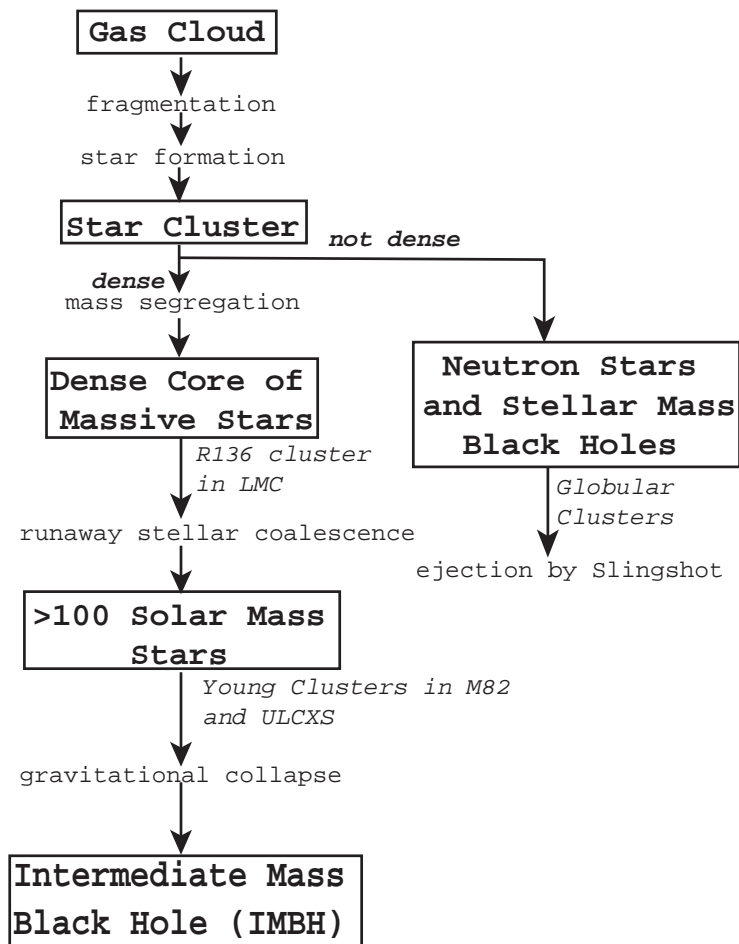 Gas Cloud
fragmentation
star formation
Star Cluster
not dense
dense
mass segregation
Dense Core of
Massive Stars
Neutron Stars
and Stellar Mass
Black Holes
R136 cluster
in LMC
Globular
Clusters
runaway stellar coalescence
ejection by Slingshot
>100 Solar Mass
Stars
Young Clusters in M82
and ULCXS
gravitational collapse
Intermediate Mass
Black Hole (IMBH)